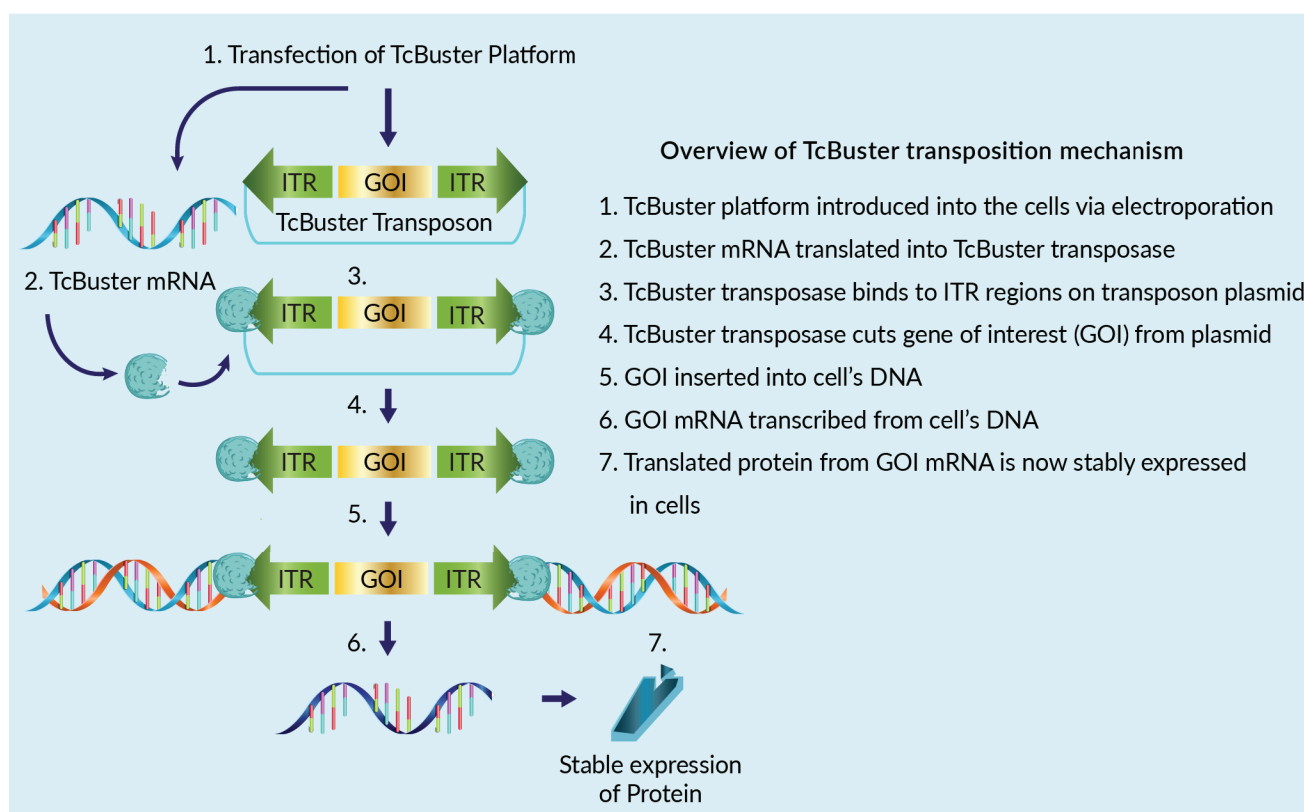 1. Transfection of TcBuster Platform
ITR GOI ITR
TcBuster Transposon
2. TcBuster mRNA
3.
ITR GOI ITR
4.
ITR GOI ITR
5.
ITR GOI ITR
6.
7.
Stable expression
of Protein
Overview of TcBuster transposition mechanism
1. TcBuster platform introduced into the cells via electroporation
2. TcBuster mRNA translated into TcBuster transposase
3. TcBuster transposase binds to ITR regions on transposon plasmid
4. TcBuster transposase cuts gene of interest (GOI) from plasmid
5. GOI inserted into cell's DNA
6. GOI mRNA transcribed from cell's DNA
7. Translated protein from GOI mRNA is now stably expressed
in cells